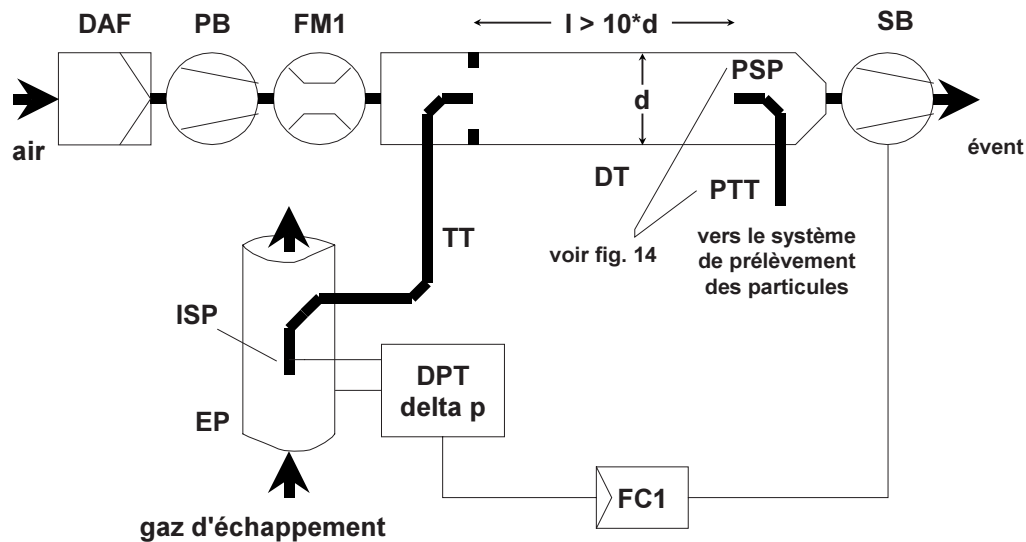 DAF
PB
FM1
l > 10*d
SB
PSP
d
air
évent
DT
PTT
TT
voir fig. 14
vers le système
de prélèvement
des particules
ISP
DPT
delta p
EP
FC1
gaz d'échappement